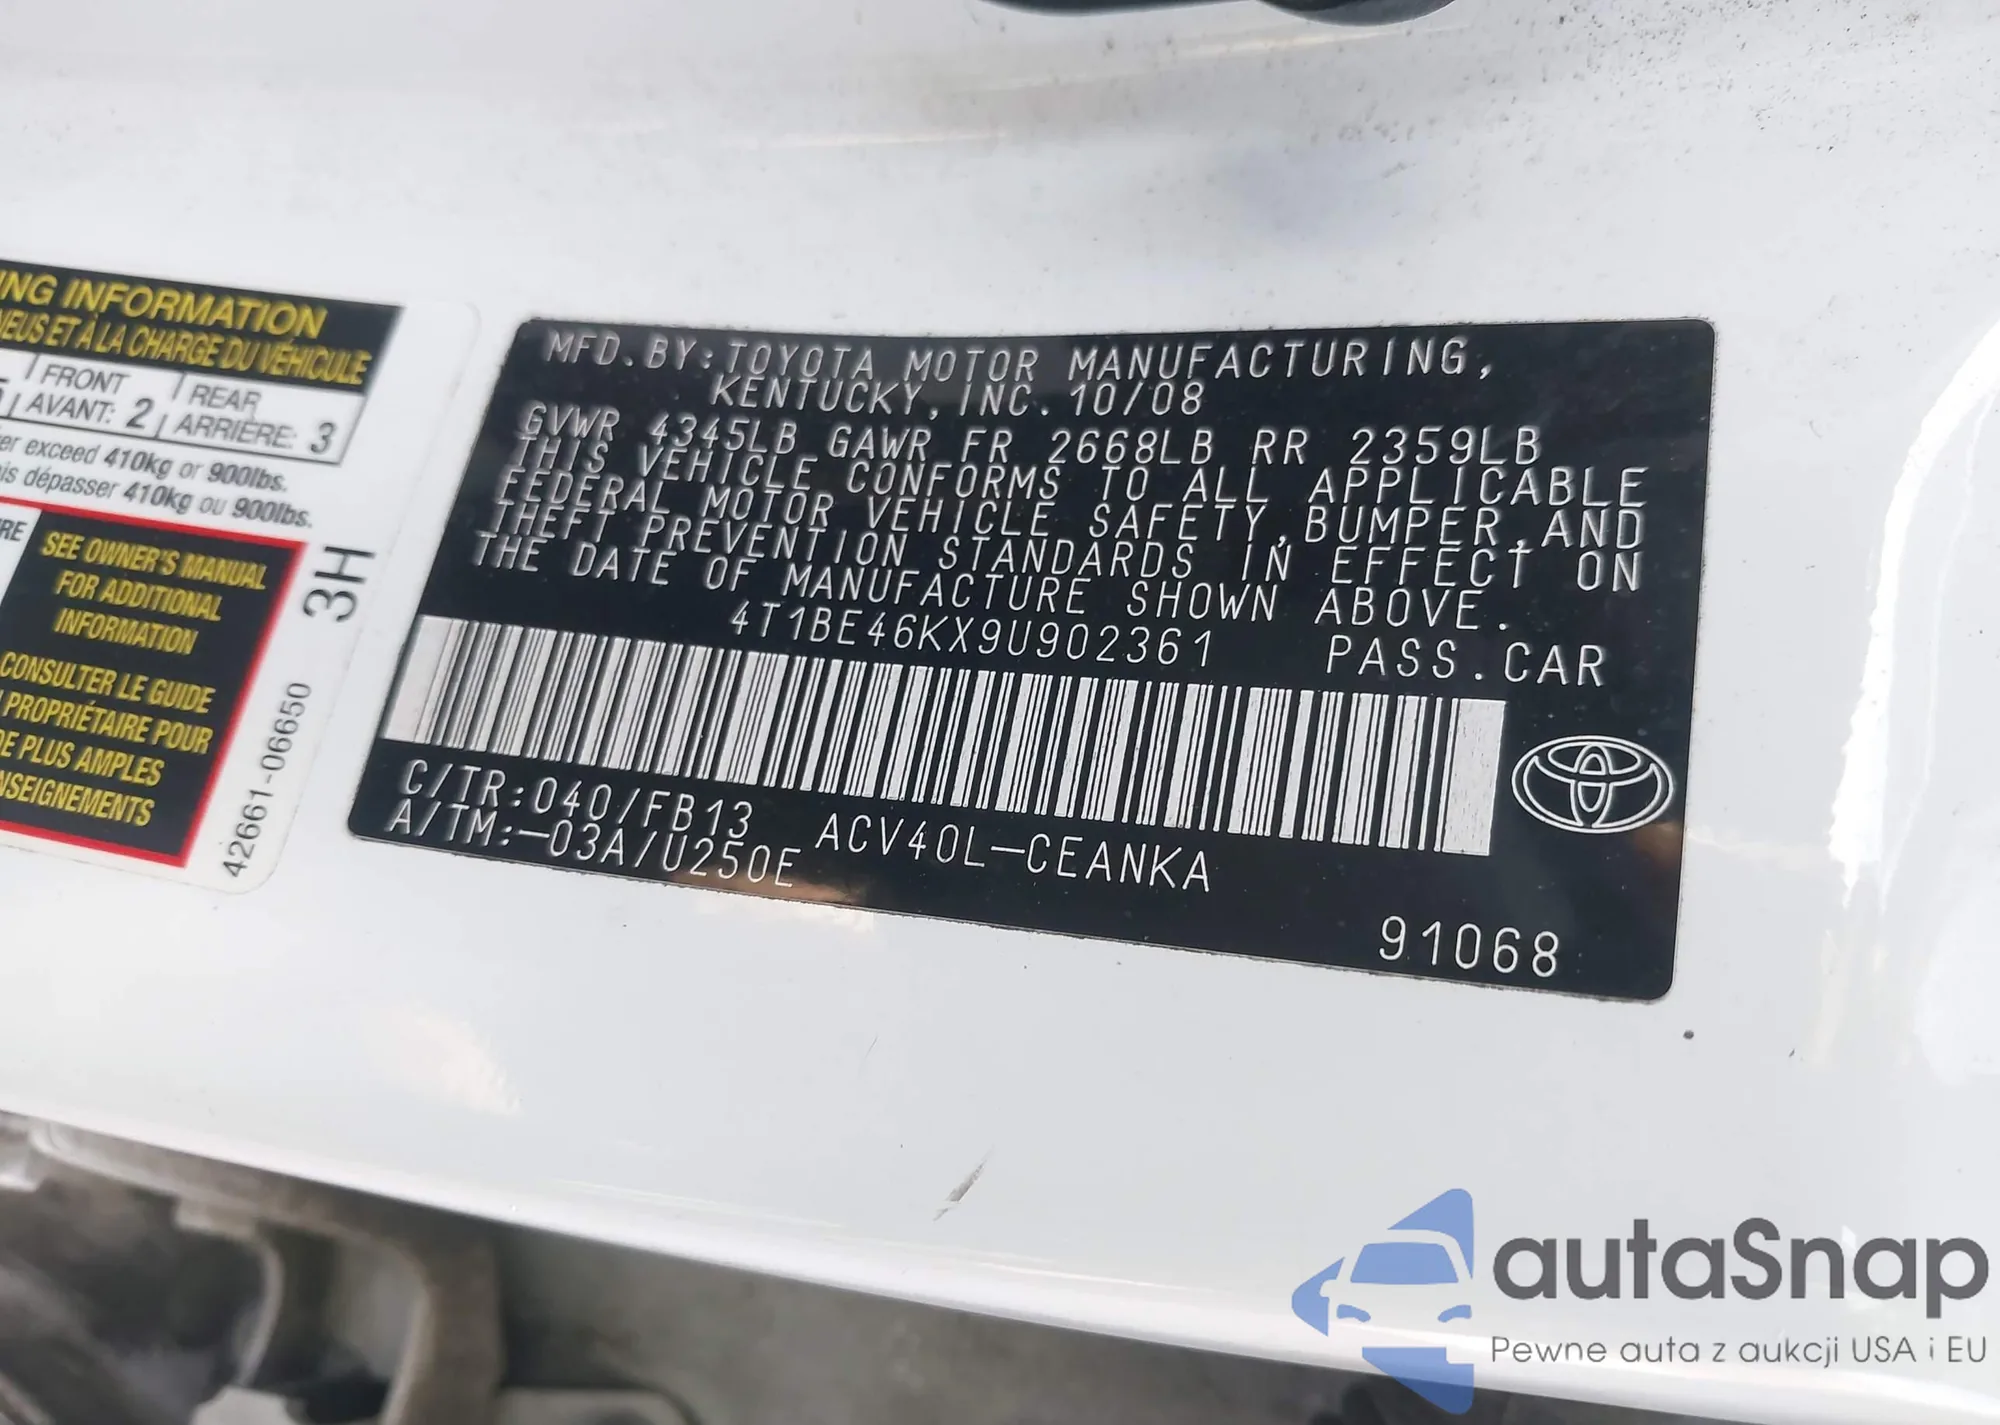 ING INFORMATION
NEUS ET À LA CHARGE DU VÉHICULE
FRONT REAR
AVANT: 2 ARRIÈRE: 3
er exceed 410kg or 900lbs.
is dépasser 410kg ou 900lbs.
RE
SEE OWNER'S MANUAL
FOR ADDITIONAL
INFORMATION
CONSULTER LE GUIDE
PROPRIÉTAIRE POUR
DE PLUS AMPLES
NSEIGNEMENTS
3H
42661-06650
MFD.BY:TOYOTA MOTOR MANUFACTURING,
KENTUCKY, INC. 10/08
GVWR 4345LB GAWR FR 2668LB RR 2359LB
THIS VEHICLE CONFORMS TO ALL APPLICABLE
FEDERAL MOTOR VEHICLE SAFETY,BUMPER,AND
THEFT PREVENTION STANDARDS IN EFFECT ON
THE DATE OF MANUFACTURE SHOWN ABOVE.
4T1BE46KX9U902361 PASS.CAR
C/TR:040/FB13 ACV40L-CEANKA
A/TM:-03A/U250E
91068
autaSnap
Pewne auta z aukcji USA i EU